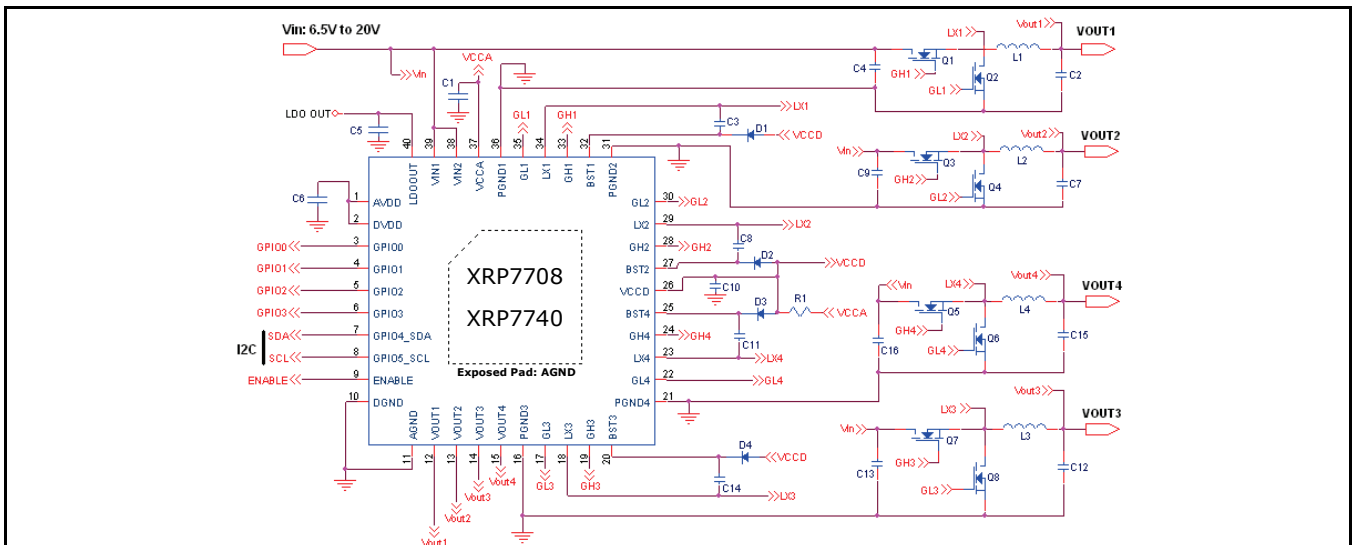 Vin: 6.5V to 20V
Vin
VCCA
C1
LDO OUT
C5
C6
GL1
GH1
LX1
C3
D1
VCCD
C4
Q1
GH1
LX1
Q2
GL1
L1
Vout1
C2
VOUT1
Vin
C9
Q3
GH2
LX2
Q4
GL2
L2
Vout2
C7
VOUT2
40 39 38 37 36 35 34 33 32 31
LDOOUT VIN1 VIN2 VCCA PGND1 GL1 LX1 GH1 BST1 PGND2
1 AVDD
2 DVDD
GPIO0 3 GPIO0
GPIO1 4 GPIO1
GPIO2 5 GPIO2
GPIO3 6 GPIO3
I2C
SDA 7 GPIO4_SDA
SCL 8 GPIO5_SCL
ENABLE 9 ENABLE
10 DGND
XRP7708
XRP7740
Exposed Pad: AGND
GL2 30 GL2
LX2 29 LX2
C8
GH2 28 GH2
BST2 27 D2 VCCD
VCCD 26 C10
BST4 25 D3 R1 VCCA
GH4 24 GH4
C11
LX4 23 LX4
GL4 22 GL4
PGND4 21
Vin
C16
Q5
GH4
LX4
Q6
GL4
L4
Vout4
C15
VOUT4
AGND VOUT1 VOUT2 VOUT3 VOUT4 PGND3 GL3 LX3 GH3 BST3
11 12 13 14 15 16 17 18 19 20
Vout1
Vout2
Vout3
Vout4
GL3
GH3
D4
VCCD
C14
LX3
Vin
C13
Q7
GH3
LX3
Q8
GL3
L3
Vout3
C12
VOUT3